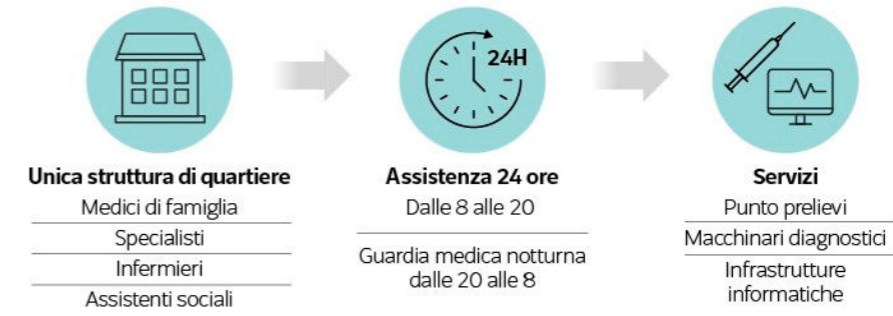 24H
Unica struttura di quartiere
Medici di famiglia
Specialisti
Infermieri
Assistenti sociali
Assistenza 24 ore
Dalle 8 alle 20
Guardia medica notturna
dalle 20 alle 8
Servizi
Punto prelievi
Macchinari diagnostici
Infrastrutture
informatiche